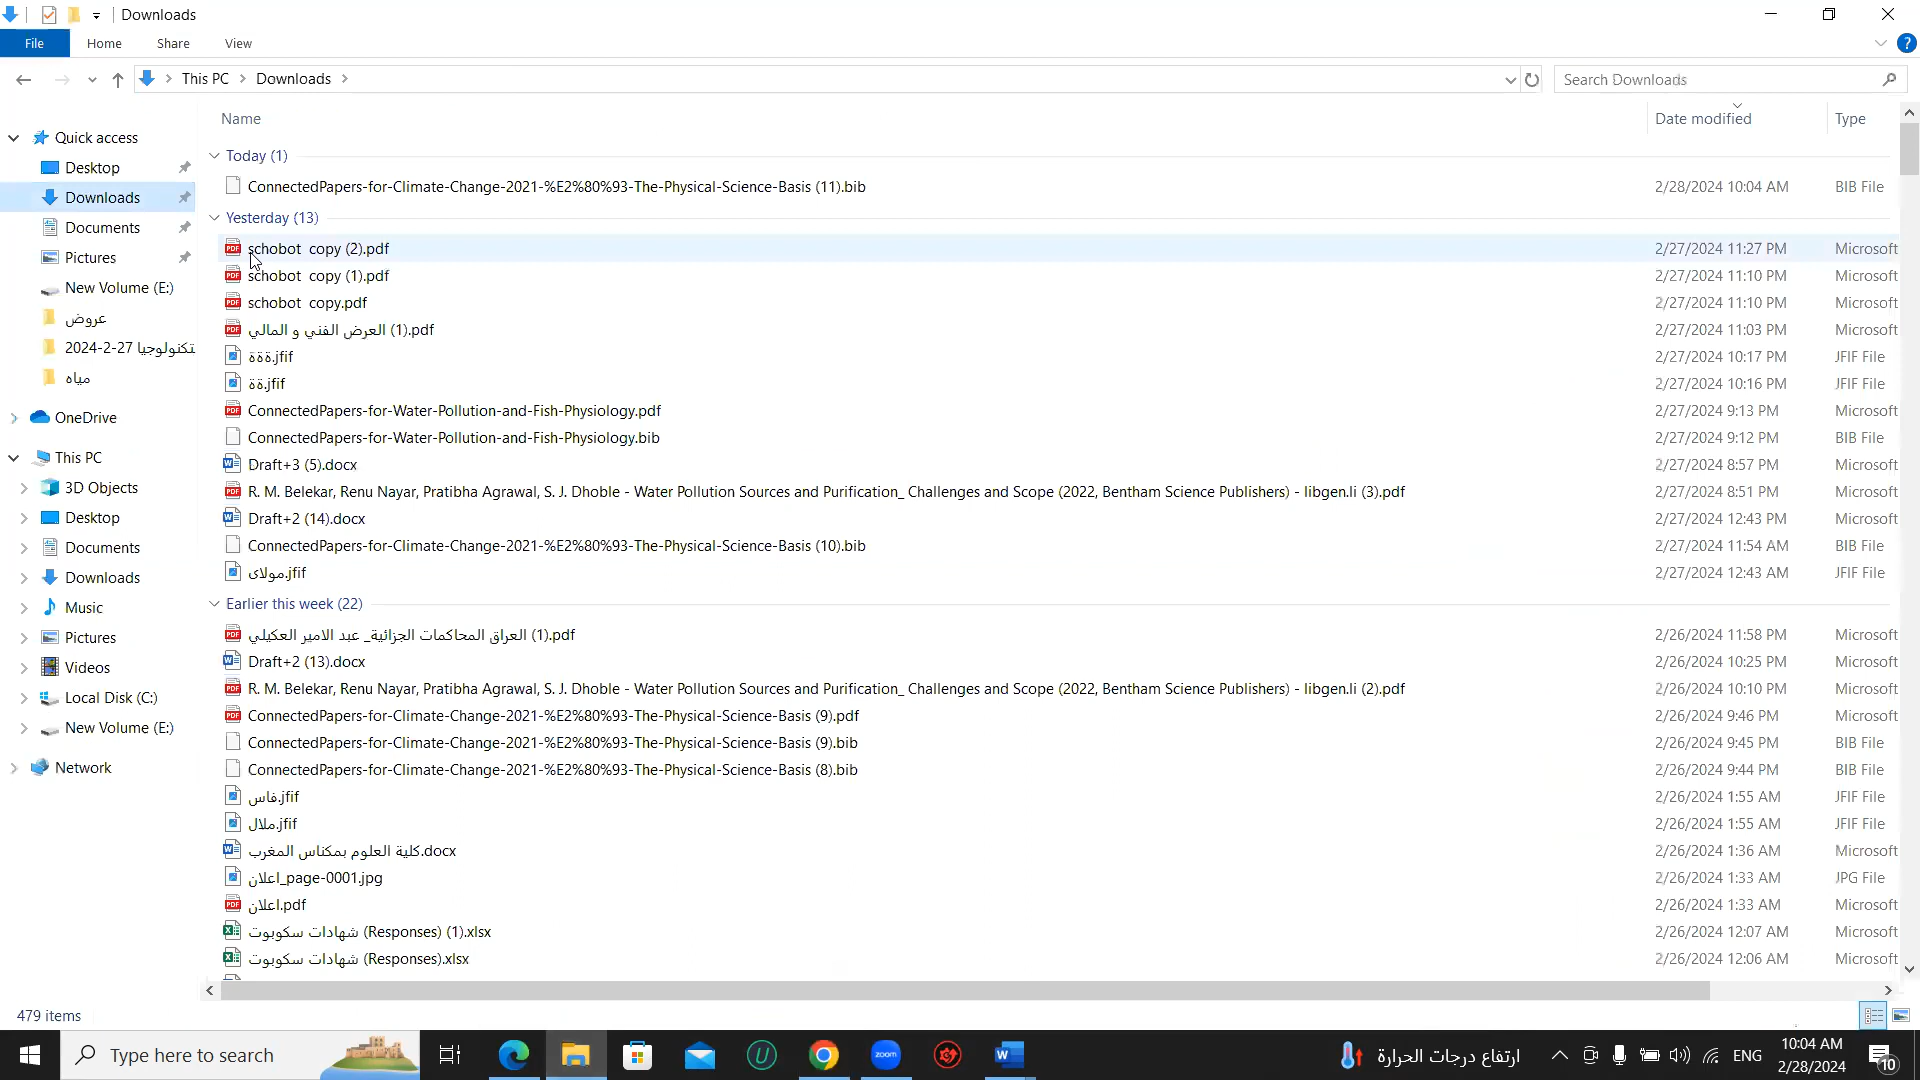 Downloads
File Home Share View
This PC > Downloads >
Search Downloads
Name Date modified Type
Quick access
Desktop
Downloads
Documents
Pictures
New Volume (E:)
عروض
تكنولوجيا 27-2-2024
مياه
OneDrive
This PC
3D Objects
Desktop
Documents
Downloads
Music
Pictures
Videos
Local Disk (C:)
New Volume (E:)
Network
Today (1)
ConnectedPapers-for-Climate-Change-2021-%E2%80%93-The-Physical-Science-Basis (11).bib 2/28/2024 10:04 AM BIB File
Yesterday (13)
schobot copy (2).pdf 2/27/2024 11:27 PM Microsoft
schobot copy (1).pdf 2/27/2024 11:10 PM Microsoft
schobot copy.pdf 2/27/2024 11:10 PM Microsoft
العرض الفني و المالي (1).pdf 2/27/2024 11:03 PM Microsoft
ةةة.jfif 2/27/2024 10:17 PM JFIF File
ةة.jfif 2/27/2024 10:16 PM JFIF File
ConnectedPapers-for-Water-Pollution-and-Fish-Physiology.pdf 2/27/2024 9:13 PM Microsoft
ConnectedPapers-for-Water-Pollution-and-Fish-Physiology.bib 2/27/2024 9:12 PM BIB File
Draft+3 (5).docx 2/27/2024 8:57 PM Microsoft
R. M. Belekar, Renu Nayar, Pratibha Agrawal, S. J. Dhoble - Water Pollution Sources and Purification_ Challenges and Scope (2022, Bentham Science Publishers) - libgen.li (3).pdf 2/27/2024 8:51 PM Microsoft
Draft+2 (14).docx 2/27/2024 12:43 PM Microsoft
ConnectedPapers-for-Climate-Change-2021-%E2%80%93-The-Physical-Science-Basis (10).bib 2/27/2024 11:54 AM BIB File
مولاى.jfif 2/27/2024 12:43 AM JFIF File
Earlier this week (22)
العراق المحاكمات الجزائية_ عبد الامير العكيلي (1).pdf 2/26/2024 11:58 PM Microsoft
Draft+2 (13).docx 2/26/2024 10:25 PM Microsoft
R. M. Belekar, Renu Nayar, Pratibha Agrawal, S. J. Dhoble - Water Pollution Sources and Purification_ Challenges and Scope (2022, Bentham Science Publishers) - libgen.li (2).pdf 2/26/2024 10:10 PM Microsoft
ConnectedPapers-for-Climate-Change-2021-%E2%80%93-The-Physical-Science-Basis (9).pdf 2/26/2024 9:46 PM Microsoft
ConnectedPapers-for-Climate-Change-2021-%E2%80%93-The-Physical-Science-Basis (9).bib 2/26/2024 9:45 PM BIB File
ConnectedPapers-for-Climate-Change-2021-%E2%80%93-The-Physical-Science-Basis (8).bib 2/26/2024 9:44 PM BIB File
فاس.jfif 2/26/2024 1:55 AM JFIF File
ملال.jfif 2/26/2024 1:55 AM JFIF File
كلية العلوم بمكناس المغرب.docx 2/26/2024 1:36 AM Microsoft
اعلان_page-0001.jpg 2/26/2024 1:33 AM JPG File
اعلان.pdf 2/26/2024 1:33 AM Microsoft
شهادات سكوبوت (Responses) (1).xlsx 2/26/2024 12:07 AM Microsoft
شهادات سكوبوت (Responses).xlsx 2/26/2024 12:06 AM Microsoft
479 items
Type here to search
zoom
ارتفاع درجات الحرارة
ENG
10:04 AM
2/28/2024
10